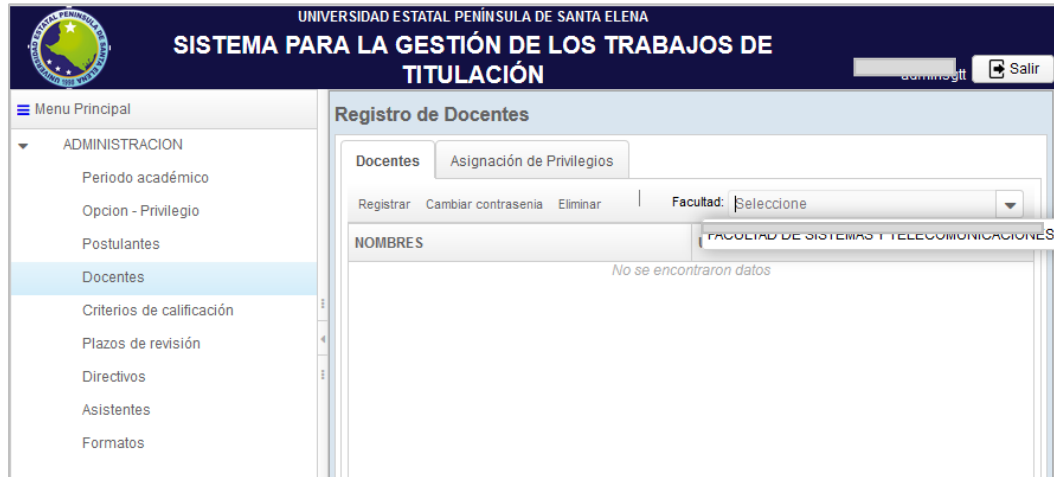 UNIVERSIDAD ESTATAL PENÍNSULA DE SANTA ELENA
SISTEMA PARA LA GESTIÓN DE LOS TRABAJOS DE
TITULACIÓN
Salir
Menu Principal
ADMINISTRACION
Periodo académico
Opcion - Privilegio
Postulantes
Docentes
Criterios de calificación
Plazos de revisión
Directivos
Asistentes
Formatos
Registro de Docentes
Docentes Asignación de Privilegios
Registrar Cambiar contrasenia Eliminar Facultad: Seleccione
FACULTAD DE SISTEMAS Y TELECOMUNICACIONES
NOMBRES
No se encontraron datos